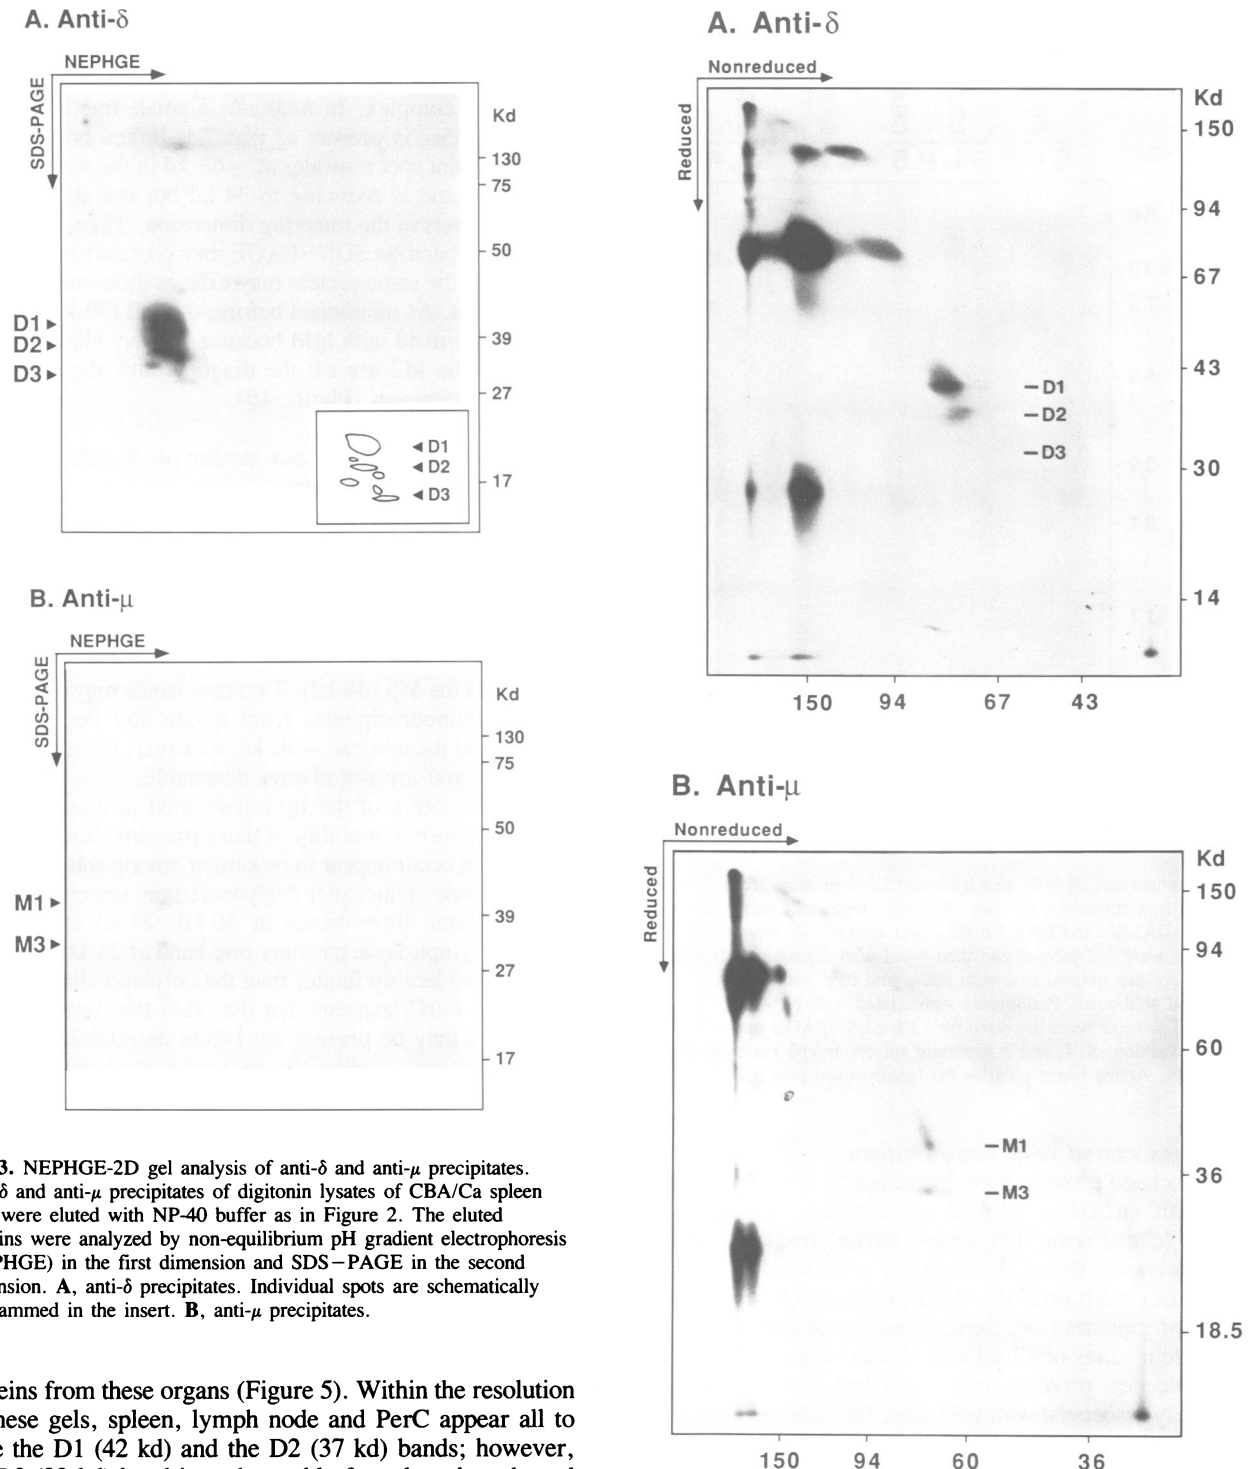 A. Anti-δ
NEPHGE
SDS-PAGE
Kd
130
75
50
39
27
17
D1
D2
D3
D1
D2
D3
B. Anti-μ
NEPHGE
SDS-PAGE
Kd
130
75
50
39
27
17
M1
M3
3. NEPHGE-2D gel analysis of anti-δ and anti-μ precipitates.
δ and anti-μ precipitates of digitonin lysates of CBA/Ca spleen
were eluted with NP-40 buffer as in Figure 2. The eluted
ins were analyzed by non-equilibrium pH gradient electrophoresis
PHGE) in the first dimension and SDS–PAGE in the second
nsion. A, anti-δ precipitates. Individual spots are schematically
ammed in the insert. B, anti-μ precipitates.
eins from these organs (Figure 5). Within the resolution
hese gels, spleen, lymph node and PerC appear all to
e the D1 (42 kd) and the D2 (37 kd) bands; however,
A. Anti-δ
Nonreduced
Reduced
Kd
150
94
67
43
30
14
D1
D2
D3
150 94 67 43
B. Anti-μ
Nonreduced
Reduced
Kd
150
94
60
36
18.5
M1
M3
150 94 60 36